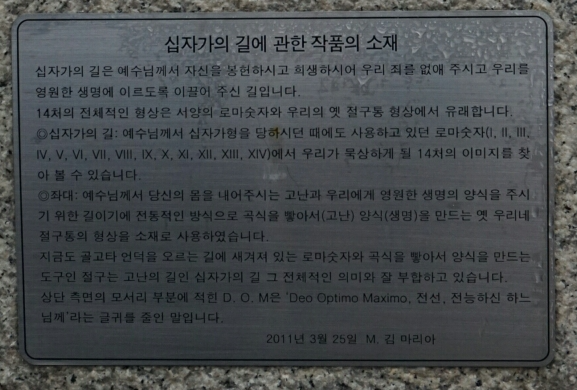 십자가의 길에 관한 작품의 소재
십자가의 길은 예수님께서 자신을 봉헌하시고 희생하시어 우리 죄를 없애 주시고 우리를
영원한 생명에 이르도록 이끌어 주신 길입니다.
14처의 전체적인 형상은 서양의 로마숫자와 우리의 옛 절구통 형상에서 유래합니다.
◎십자가의 길: 예수님께서 십자가형을 당하시던 때에도 사용하고 있던 로마숫자(I, II, III,
IV, V, VI, VII, VIII, IX, X, XI, XII, XIII, XIV)에서 우리가 묵상하게 될 14처의 이미지를 찾
아 볼 수 있습니다.
◎좌대: 예수님께서 당신의 몸을 내어주시는 고난과 우리에게 영원한 생명의 양식을 주시
기 위한 길이기에 전통적인 방식으로 곡식을 빻아서(고난) 양식(생명)을 만드는 옛 우리네
절구통의 형상을 소재로 사용하였습니다.
지금도 골고타 언덕을 오르는 길에 새겨져 있는 로마숫자와 곡식을 빻아서 양식을 만드는
도구인 절구는 고난의 길인 십자가의 길 그 전체적인 의미와 잘 부합하고 있습니다.
상단 측면의 모서리 부분에 적힌 D. O. M은 'Deo Optimo Maximo, 전선, 전능하신 하느
님께'라는 글귀를 줄인 말입니다.
2011년 3월 25일 M. 김 마리아